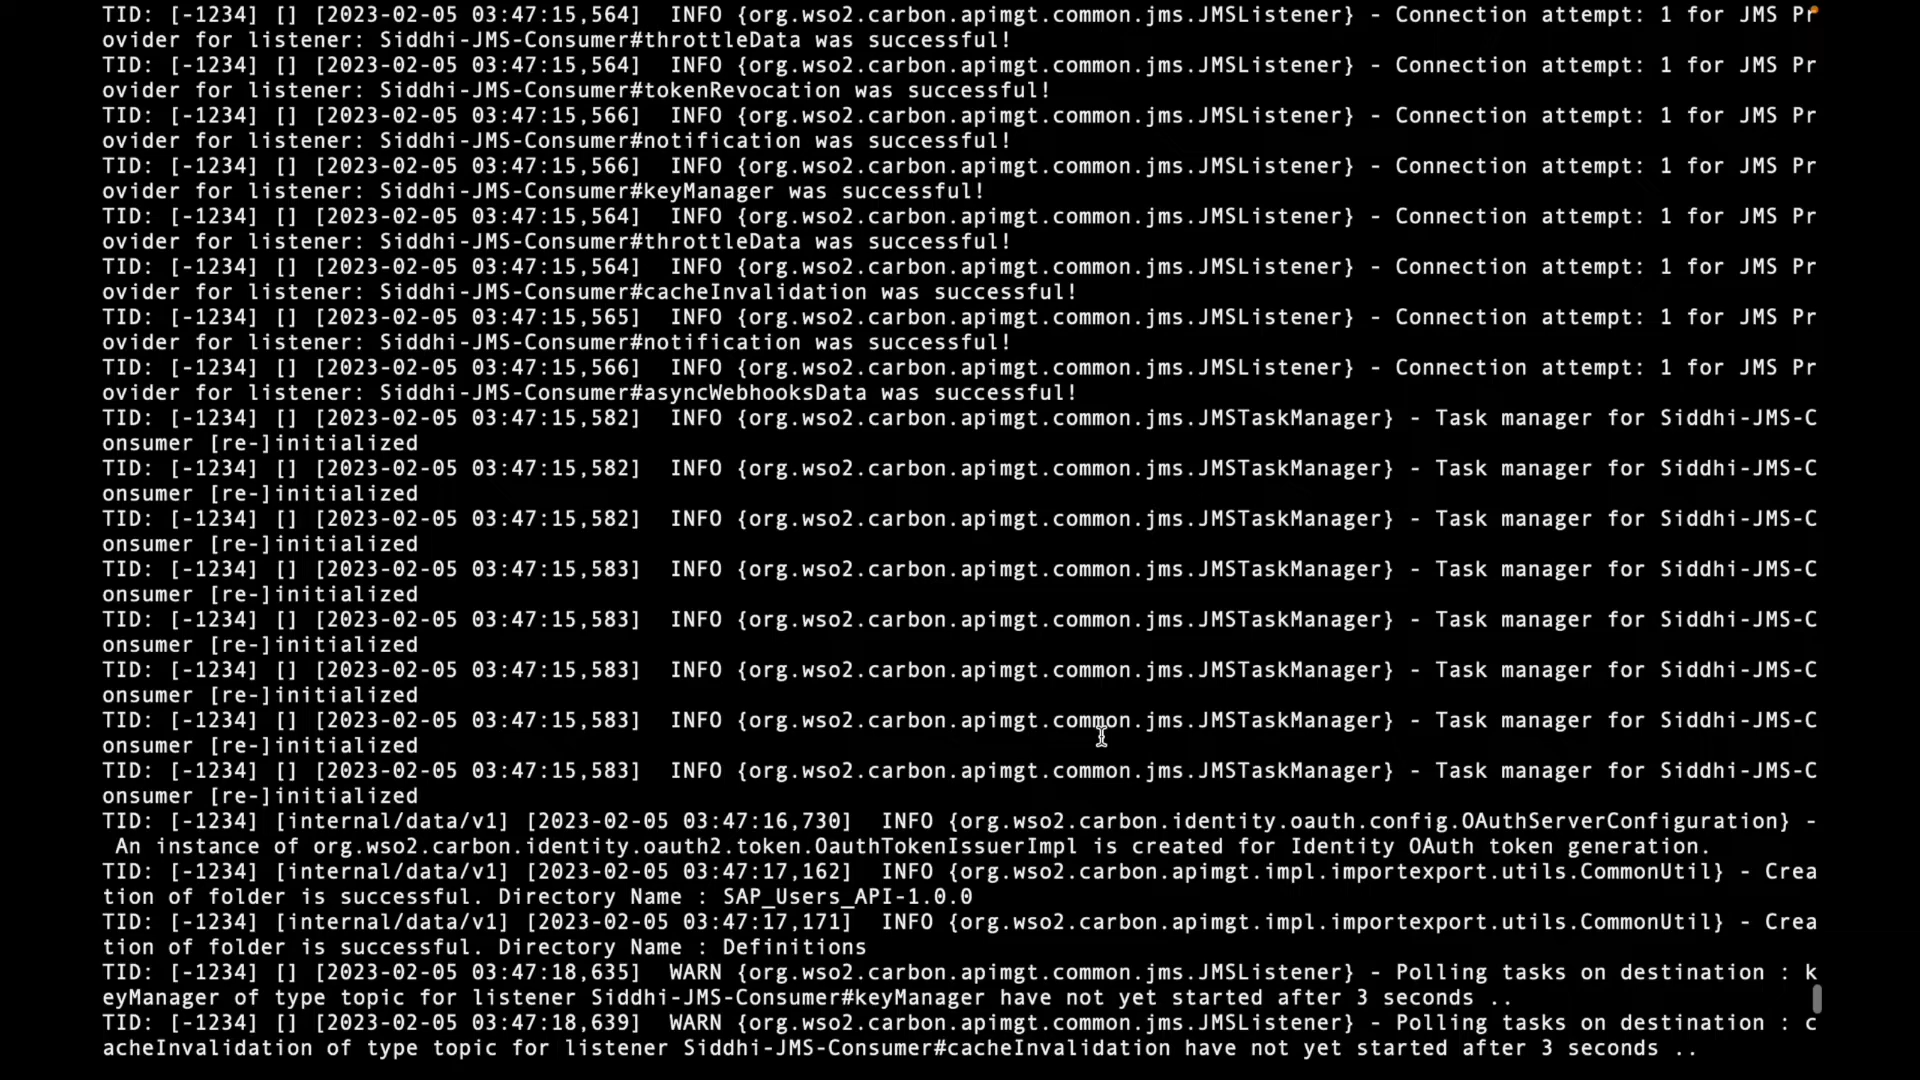 TID: [-1234] [] [2023-02-05 03:47:15,564]  INFO {org.wso2.carbon.apimgt.common.jms.JMSListener} - Connection attempt: 1 for JMS Pr
ovider for listener: Siddhi-JMS-Consumer#throttleData was successful!
TID: [-1234] [] [2023-02-05 03:47:15,564]  INFO {org.wso2.carbon.apimgt.common.jms.JMSListener} - Connection attempt: 1 for JMS Pr
ovider for listener: Siddhi-JMS-Consumer#tokenRevocation was successful!
TID: [-1234] [] [2023-02-05 03:47:15,566]  INFO {org.wso2.carbon.apimgt.common.jms.JMSListener} - Connection attempt: 1 for JMS Pr
ovider for listener: Siddhi-JMS-Consumer#notification was successful!
TID: [-1234] [] [2023-02-05 03:47:15,566]  INFO {org.wso2.carbon.apimgt.common.jms.JMSListener} - Connection attempt: 1 for JMS Pr
ovider for listener: Siddhi-JMS-Consumer#keyManager was successful!
TID: [-1234] [] [2023-02-05 03:47:15,564]  INFO {org.wso2.carbon.apimgt.common.jms.JMSListener} - Connection attempt: 1 for JMS Pr
ovider for listener: Siddhi-JMS-Consumer#throttleData was successful!
TID: [-1234] [] [2023-02-05 03:47:15,564]  INFO {org.wso2.carbon.apimgt.common.jms.JMSListener} - Connection attempt: 1 for JMS Pr
ovider for listener: Siddhi-JMS-Consumer#cacheInvalidation was successful!
TID: [-1234] [] [2023-02-05 03:47:15,565]  INFO {org.wso2.carbon.apimgt.common.jms.JMSListener} - Connection attempt: 1 for JMS Pr
ovider for listener: Siddhi-JMS-Consumer#notification was successful!
TID: [-1234] [] [2023-02-05 03:47:15,566]  INFO {org.wso2.carbon.apimgt.common.jms.JMSListener} - Connection attempt: 1 for JMS Pr
ovider for listener: Siddhi-JMS-Consumer#asyncWebhooksData was successful!
TID: [-1234] [] [2023-02-05 03:47:15,582]  INFO {org.wso2.carbon.apimgt.common.jms.JMSTaskManager} - Task manager for Siddhi-JMS-C
onsumer [re-]initialized
TID: [-1234] [] [2023-02-05 03:47:15,582]  INFO {org.wso2.carbon.apimgt.common.jms.JMSTaskManager} - Task manager for Siddhi-JMS-C
onsumer [re-]initialized
TID: [-1234] [] [2023-02-05 03:47:15,582]  INFO {org.wso2.carbon.apimgt.common.jms.JMSTaskManager} - Task manager for Siddhi-JMS-C
onsumer [re-]initialized
TID: [-1234] [] [2023-02-05 03:47:15,583]  INFO {org.wso2.carbon.apimgt.common.jms.JMSTaskManager} - Task manager for Siddhi-JMS-C
onsumer [re-]initialized
TID: [-1234] [] [2023-02-05 03:47:15,583]  INFO {org.wso2.carbon.apimgt.common.jms.JMSTaskManager} - Task manager for Siddhi-JMS-C
onsumer [re-]initialized
TID: [-1234] [] [2023-02-05 03:47:15,583]  INFO {org.wso2.carbon.apimgt.common.jms.JMSTaskManager} - Task manager for Siddhi-JMS-C
onsumer [re-]initialized
TID: [-1234] [] [2023-02-05 03:47:15,583]  INFO {org.wso2.carbon.apimgt.common.jms.JMSTaskManager} - Task manager for Siddhi-JMS-C
onsumer [re-]initialized
TID: [-1234] [] [2023-02-05 03:47:15,583]  INFO {org.wso2.carbon.apimgt.common.jms.JMSTaskManager} - Task manager for Siddhi-JMS-C
onsumer [re-]initialized
TID: [-1234] [internal/data/v1] [2023-02-05 03:47:16,730]  INFO {org.wso2.carbon.identity.oauth.config.OAuthServerConfiguration} -
 An instance of org.wso2.carbon.identity.oauth2.token.OauthTokenIssuerImpl is created for Identity OAuth token generation.
TID: [-1234] [internal/data/v1] [2023-02-05 03:47:17,162]  INFO {org.wso2.carbon.apimgt.impl.importexport.utils.CommonUtil} - Crea
tion of folder is successful. Directory Name : SAP_Users_API-1.0.0
TID: [-1234] [internal/data/v1] [2023-02-05 03:47:17,171]  INFO {org.wso2.carbon.apimgt.impl.importexport.utils.CommonUtil} - Crea
tion of folder is successful. Directory Name : Definitions
TID: [-1234] [] [2023-02-05 03:47:18,635]  WARN {org.wso2.carbon.apimgt.common.jms.JMSListener} - Polling tasks on destination : k
eyManager of type topic for listener Siddhi-JMS-Consumer#keyManager have not yet started after 3 seconds ..
TID: [-1234] [] [2023-02-05 03:47:18,639]  WARN {org.wso2.carbon.apimgt.common.jms.JMSListener} - Polling tasks on destination : c
acheInvalidation of type topic for listener Siddhi-JMS-Consumer#cacheInvalidation have not yet started after 3 seconds ..